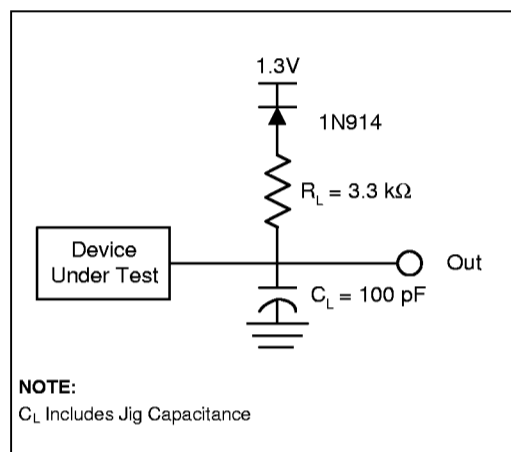 1.3V
1N914
R_L = 3.3 kΩ
Device
Under Test
Out
C_L = 100 pF
NOTE:
C_L Includes Jig Capacitance